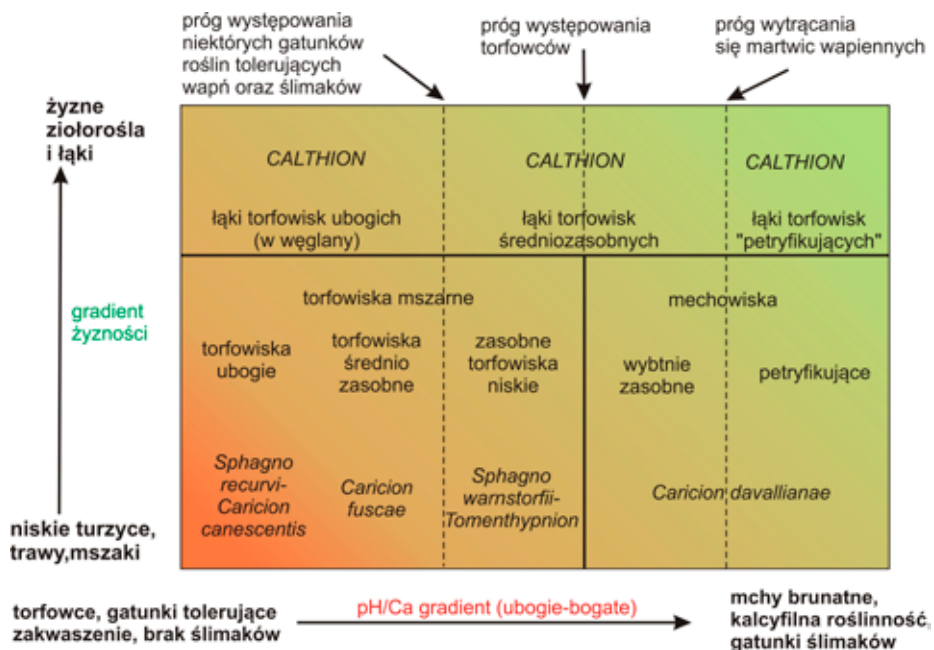 próg występowania
niektórych gatunków
roślin tolerujących
wapń oraz ślimaków
próg występowania
torfowców
próg wytrącania
się martwic wapiennych
żyzne
ziołorośla
i łąki
CALTHION
CALTHION
CALTHION
łąki torfowisk ubogich
(w węglany)
łąki torfowisk
średniozasobnych
łąki torfowisk
"petryfikujących"
gradient
żyzności
torfowiska mszarne
mechowiska
torfowiska
ubogie
torfowiska
średnio
zasobne
zasobne
torfowiska
niskie
wybtnie
zasobne
petryfikujące
Sphagno
recurvi-
Caricion
canescentis
Caricion
fuscae
Sphagno
warnstorfii-
Tomenthypnion
Caricion davallianae
niskie turzyce,
trawy,mszaki
torfowce, gatunki tolerujące
zakwaszenie, brak ślimaków
pH/Ca gradient (ubogie-bogate)
mchy brunatne,
kalcyfilna roślinność,
gatunki ślimaków